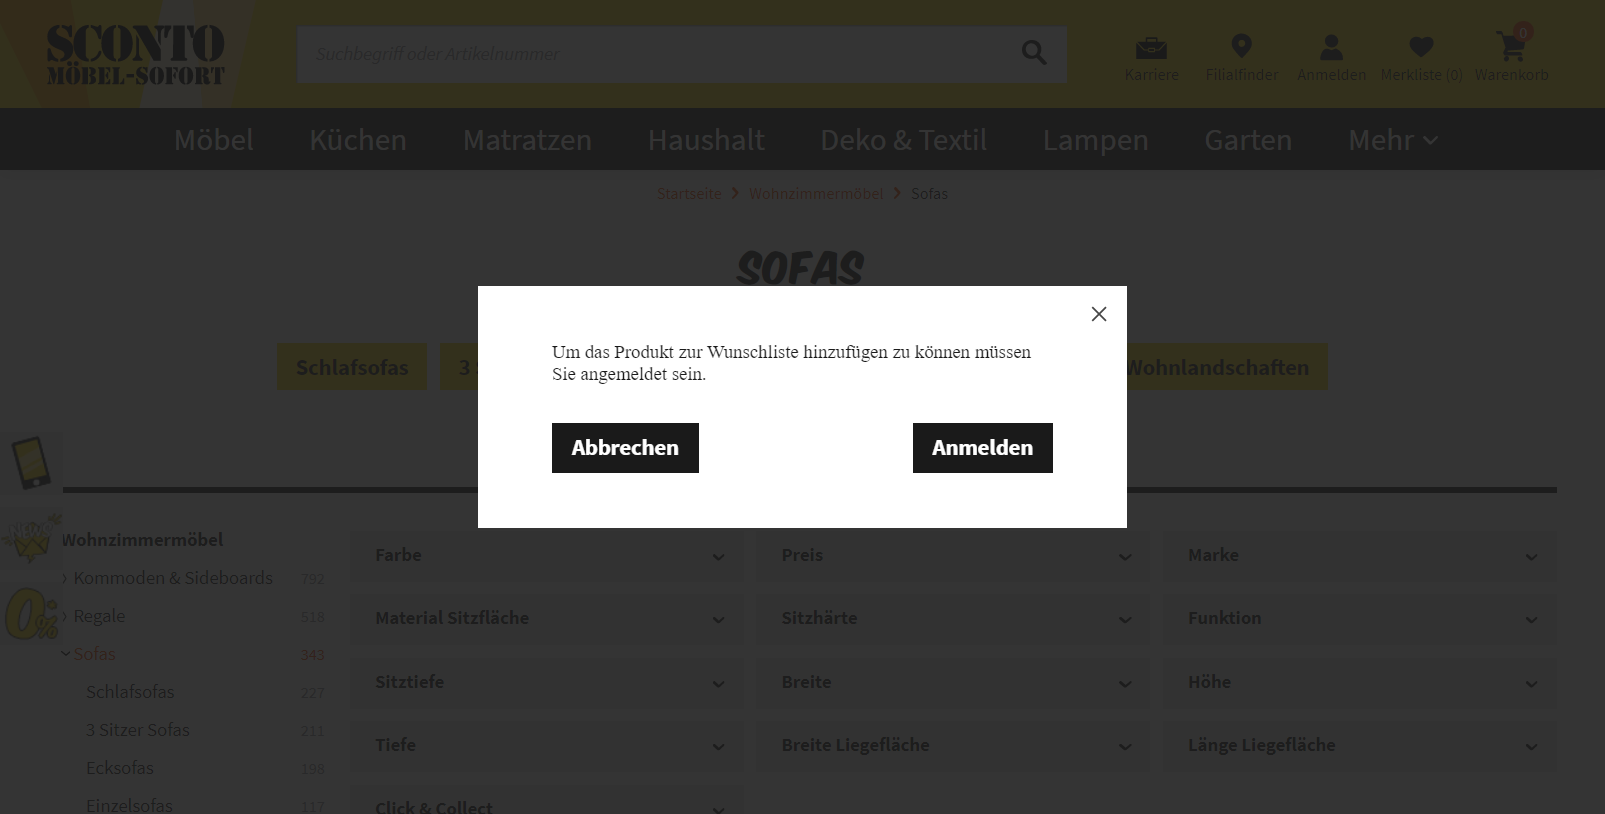 SCONTO
MÖBEL-SOFORT
Suchbegriff oder Artikelnummer
Karriere
Filialfinder
Anmelden
Merkliste (0)
0
Warenkorb
Möbel Küchen Matratzen Haushalt Deko & Textil Lampen Garten Mehr
Startseite Wohnzimmermöbel Sofas
SOFAS
Schlafsofas
3
Wohnlandschaften
Um das Produkt zur Wunschliste hinzufügen zu können müssen
Sie angemeldet sein.
Abbrechen
Anmelden
NEWS
0%
Wohnzimmermöbel
Kommoden & Sideboards 792
Regale 518
Sofas 343
Schlafsofas 227
3 Sitzer Sofas 211
Ecksofas 198
Einzelsofas 117
Farbe Preis Marke
Material Sitzfläche Sitzhärte Funktion
Sitztiefe Breite Höhe
Tiefe Breite Liegefläche Länge Liegefläche
Click & Collect